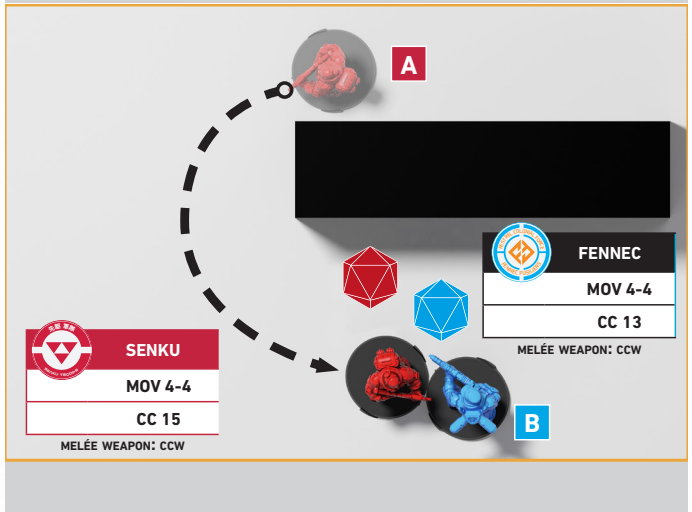 A
FENNEC
MOV 4-4
CC 13
MELÉE WEAPON: CCW
SENKU
MOV 4-4
CC 15
MELÉE WEAPON: CCW
B